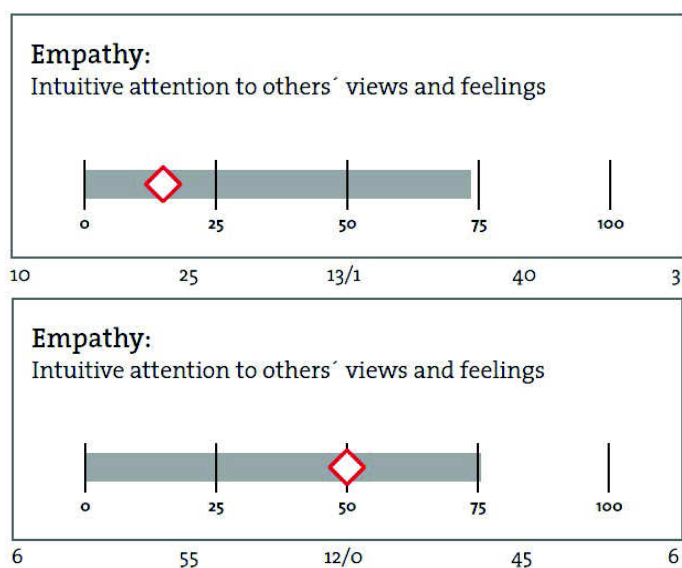 Empathy:
Intuitive attention to others´ views and feelings
0 25 50 75 100
10 25 13/1 40 3
Empathy:
Intuitive attention to others´ views and feelings
0 25 50 75 100
6 55 12/0 45 6